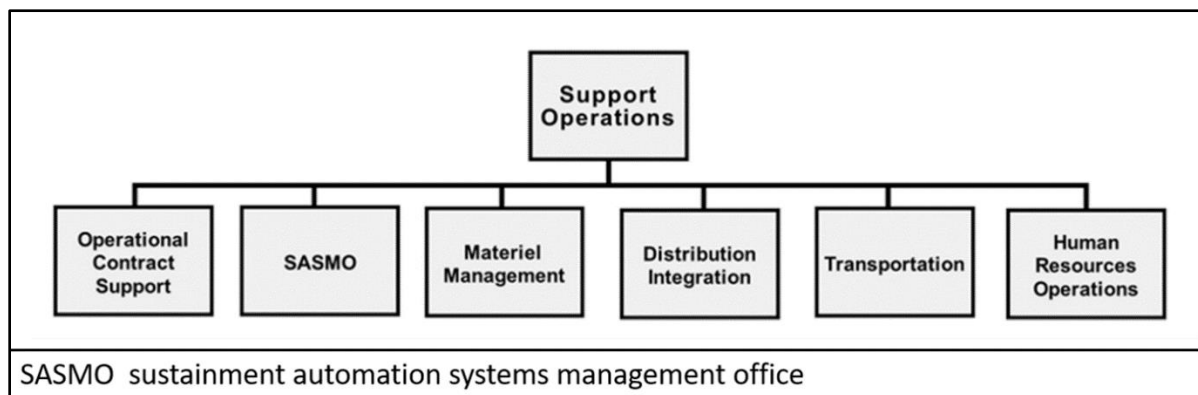 Support
Operations
Operational
Contract
Support
SASMO
Materiel
Management
Distribution
Integration
Transportation
Human
Resources
Operations
SASMO  sustainment automation systems management office